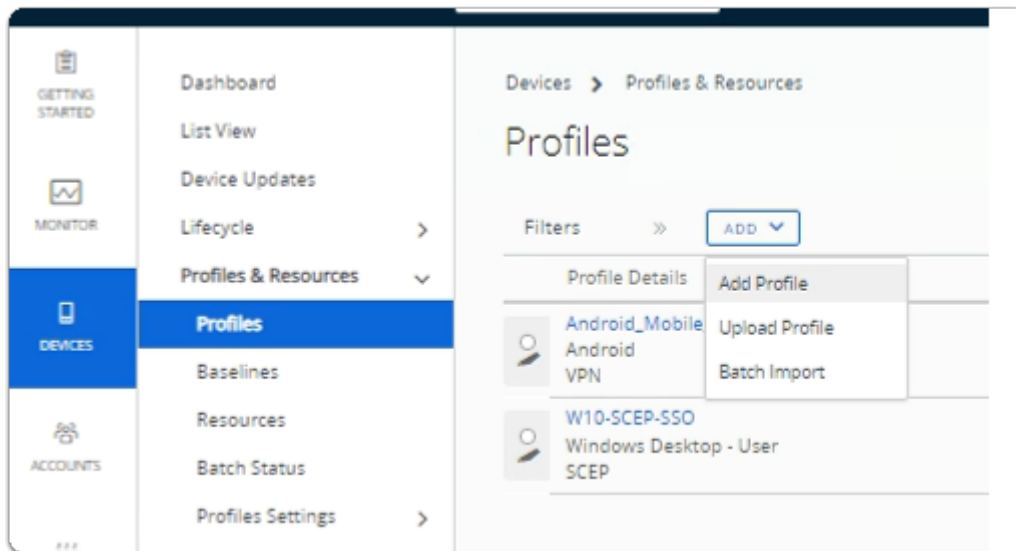 GETTING
STARTED
MONITOR
DEVICES
ACCOUNTS
Dashboard
List View
Device Updates
Lifecycle
Profiles & Resources
Profiles
Baselines
Resources
Batch Status
Profiles Settings
Devices > Profiles & Resources
Profiles
Filters » ADD
Profile Details
Add Profile
Upload Profile
Batch Import
Android_Mobile_
Android
VPN
W10-SCEP-SSO
Windows Desktop - User
SCEP